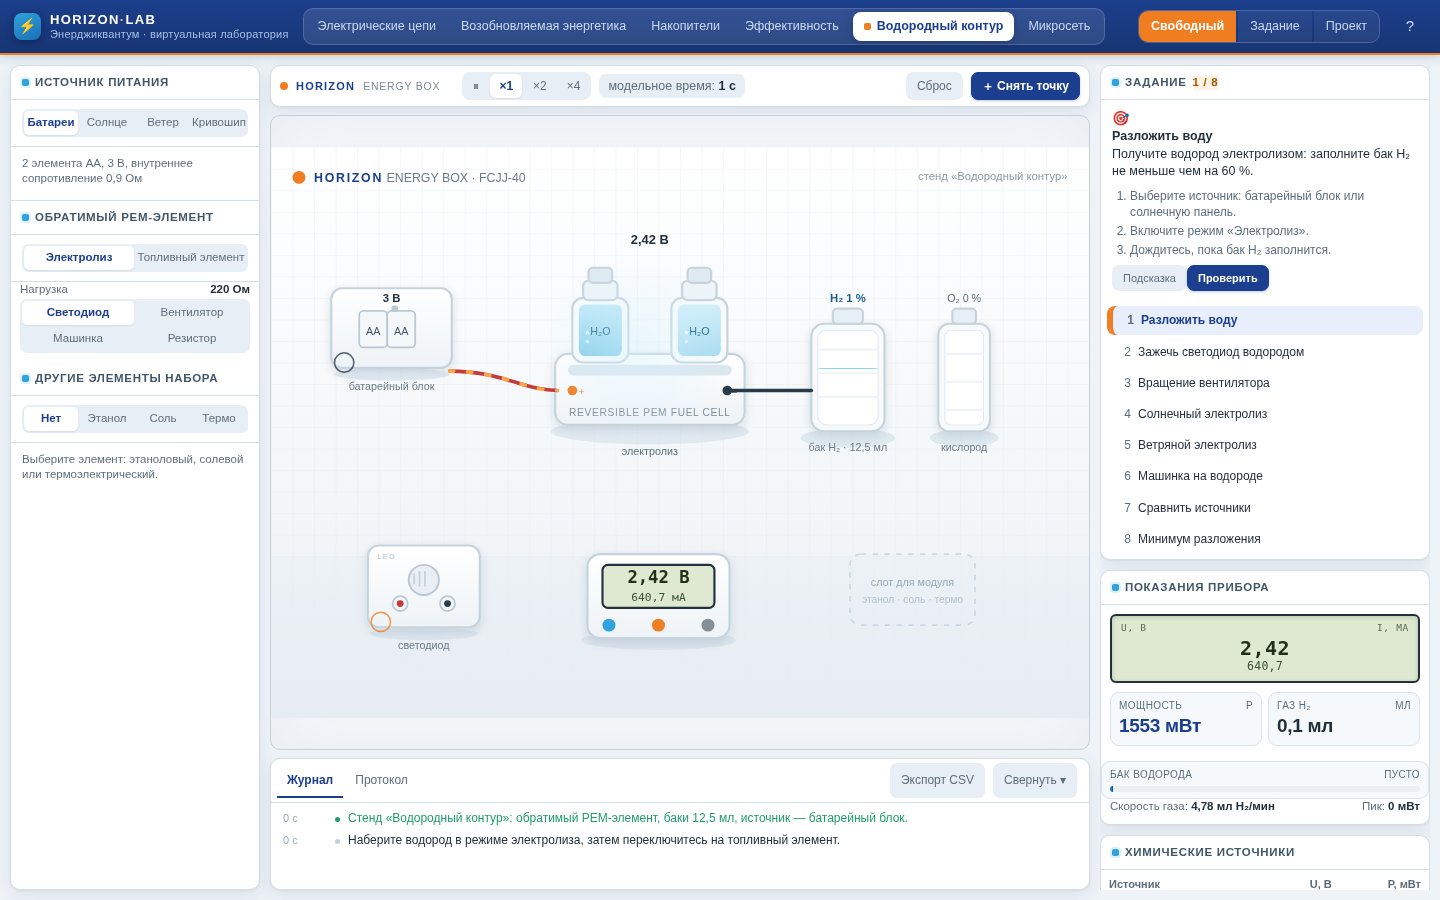 HORIZON·LAB
Энерджиквантум · виртуальная лаборатория
Электрические цепи
Возобновляемая энергетика
Накопители
Эффективность
Водородный контур
Микросеть
Свободный
Задание
Проект
?
ИСТОЧНИК ПИТАНИЯ
Батареи Солнце Ветер Кривошип
2 элемента АА, 3 В, внутреннее
сопротивление 0,9 Ом
ОБРАТИМЫЙ PEM-ЭЛЕМЕНТ
Электролиз Топливный элемент
Нагрузка 220 Ом
Светодиод Вентилятор
Машинка Резистор
ДРУГИЕ ЭЛЕМЕНТЫ НАБОРА
Нет Этанол Соль Термо
Выберите элемент: этаноловый, солевой
или термоэлектрический.
HORIZON ENERGY BOX
×1 ×2 ×4
модельное время: 1 с
Сброс
+ Снять точку
HORIZON ENERGY BOX · FCJJ-40
стенд «Водородный контур»
2,42 В
3 В
AA AA
батарейный блок
H₂O H₂O
+
REVERSIBLE PEM FUEL CELL
электролиз
H₂ 1 %
бак H₂ · 12,5 мл
O₂ 0 %
кислород
LED
светодиод
2,42 В
640,7 мА
слот для модуля
этанол · соль · термо
Журнал Протокол
Экспорт CSV
Свернуть ▾
0 с Стенд «Водородный контур»: обратимый PEM-элемент, баки 12,5 мл, источник — батарейный блок.
0 с Наберите водород в режиме электролиза, затем переключитесь на топливный элемент.
ЗАДАНИЕ 1 / 8
Разложить воду
Получите водород электролизом: заполните бак H₂
не меньше чем на 60 %.
1. Выберите источник: батарейный блок или
солнечную панель.
2. Включите режим «Электролиз».
3. Дождитесь, пока бак H₂ заполнится.
Подсказка Проверить
1 Разложить воду
2 Зажечь светодиод водородом
3 Вращение вентилятора
4 Солнечный электролиз
5 Ветряной электролиз
6 Машинка на водороде
7 Сравнить источники
8 Минимум разложения
ПОКАЗАНИЯ ПРИБОРА
U, В I, МА
2,42
640,7
МОЩНОСТЬ P
1553 мВт
ГАЗ H₂ МЛ
0,1 мл
БАК ВОДОРОДА ПУСТО
Скорость газа: 4,78 мл H₂/мин Пик: 0 мВт
ХИМИЧЕСКИЕ ИСТОЧНИКИ
Источник U, В P, мВт